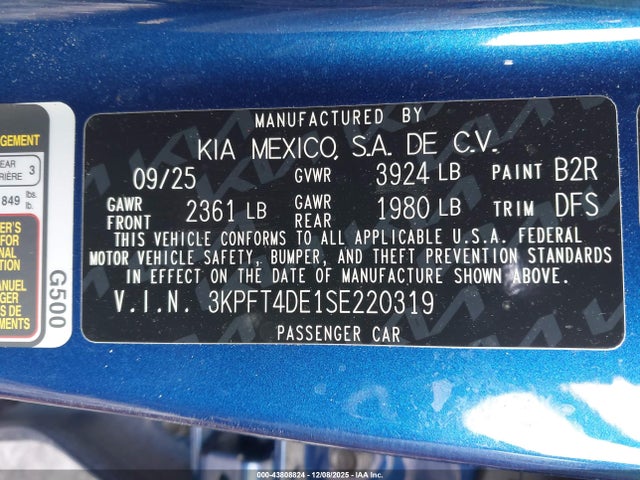 MANUFACTURED BY
KIA MEXICO, S.A. DE C.V.
09/25 GVWR 3924 LB PAINT B2R
GAWR FRONT 2361 LB GAWR REAR 1980 LB TRIM DFS
THIS VEHICLE CONFORMS TO ALL APPLICABLE U.S.A. FEDERAL
MOTOR VEHICLE SAFETY, BUMPER, AND THEFT PREVENTION STANDARDS
IN EFFECT ON THE DATE OF MANUFACTURE SHOWN ABOVE.
V.I.N. 3KPFT4DE1SE220319
PASSENGER CAR
3
849 lbs.
G500
000-43808824 | 12/08/2025 - IAA Inc.